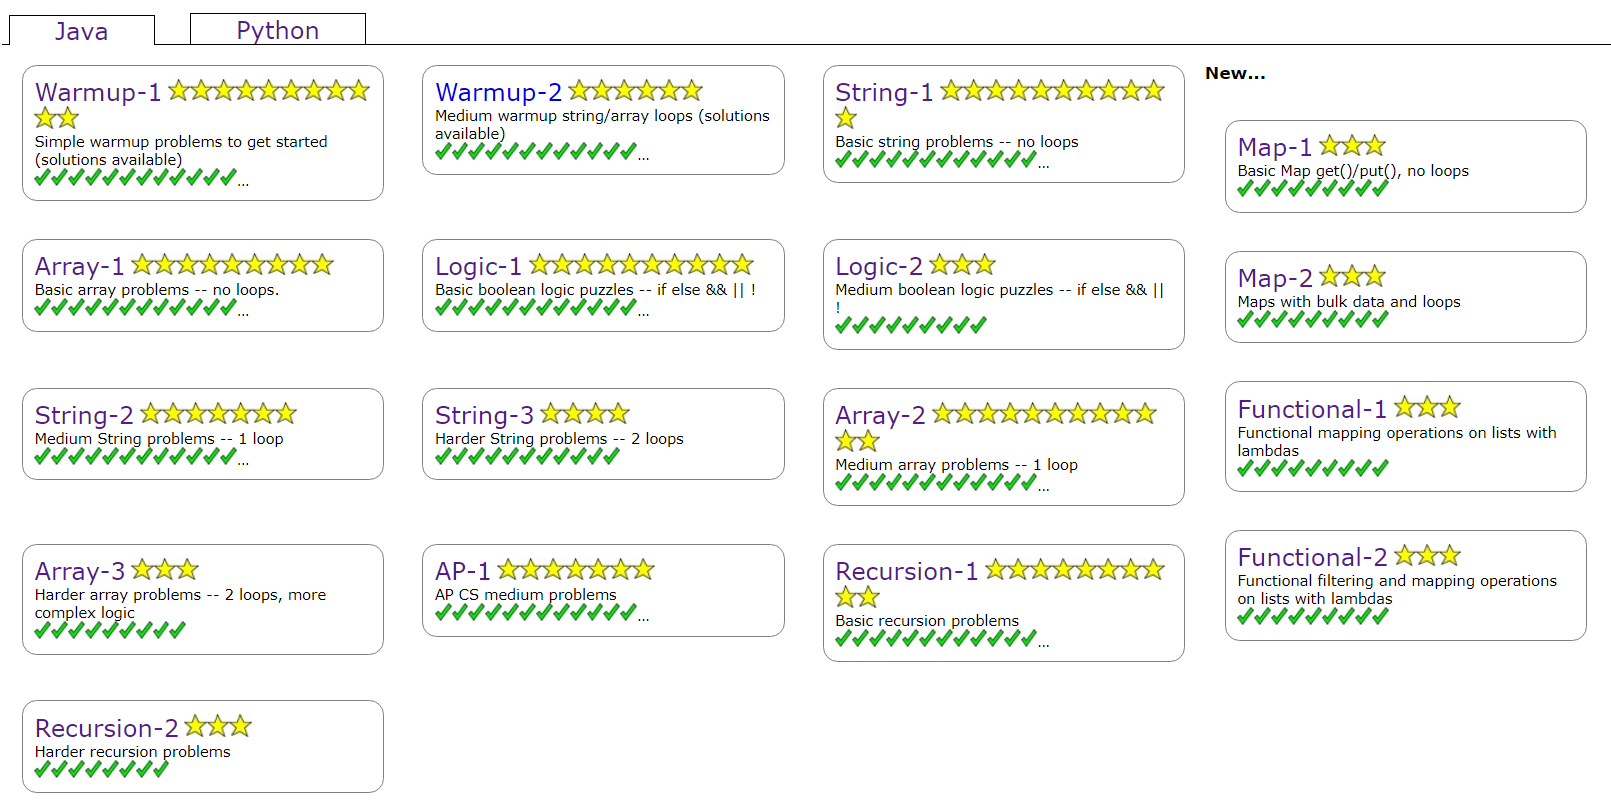 Java
Python
Warmup-1
Simple warmup problems to get started
(solutions available)
...
Warmup-2
Medium warmup string/array loops (solutions
available)
...
String-1
Basic string problems -- no loops
...
New...
Map-1
Basic Map get()/put(), no loops
Array-1
Basic array problems -- no loops.
...
Logic-1
Basic boolean logic puzzles -- if else && || !
...
Logic-2
Medium boolean logic puzzles -- if else && ||
!
Map-2
Maps with bulk data and loops
String-2
Medium String problems -- 1 loop
...
String-3
Harder String problems -- 2 loops
Array-2
Medium array problems -- 1 loop
...
Functional-1
Functional mapping operations on lists with
lambdas
Array-3
Harder array problems -- 2 loops, more
complex logic
AP-1
AP CS medium problems
...
Recursion-1
Basic recursion problems
...
Functional-2
Functional filtering and mapping operations
on lists with lambdas
Recursion-2
Harder recursion problems